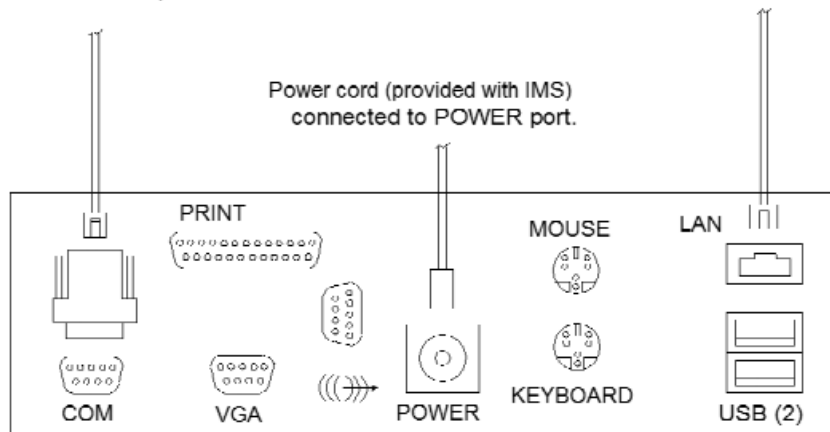 Power cord (provided with IMS)
connected to POWER port.
PRINT
MOUSE
LAN
COM
VGA
POWER
KEYBOARD
USB (2)